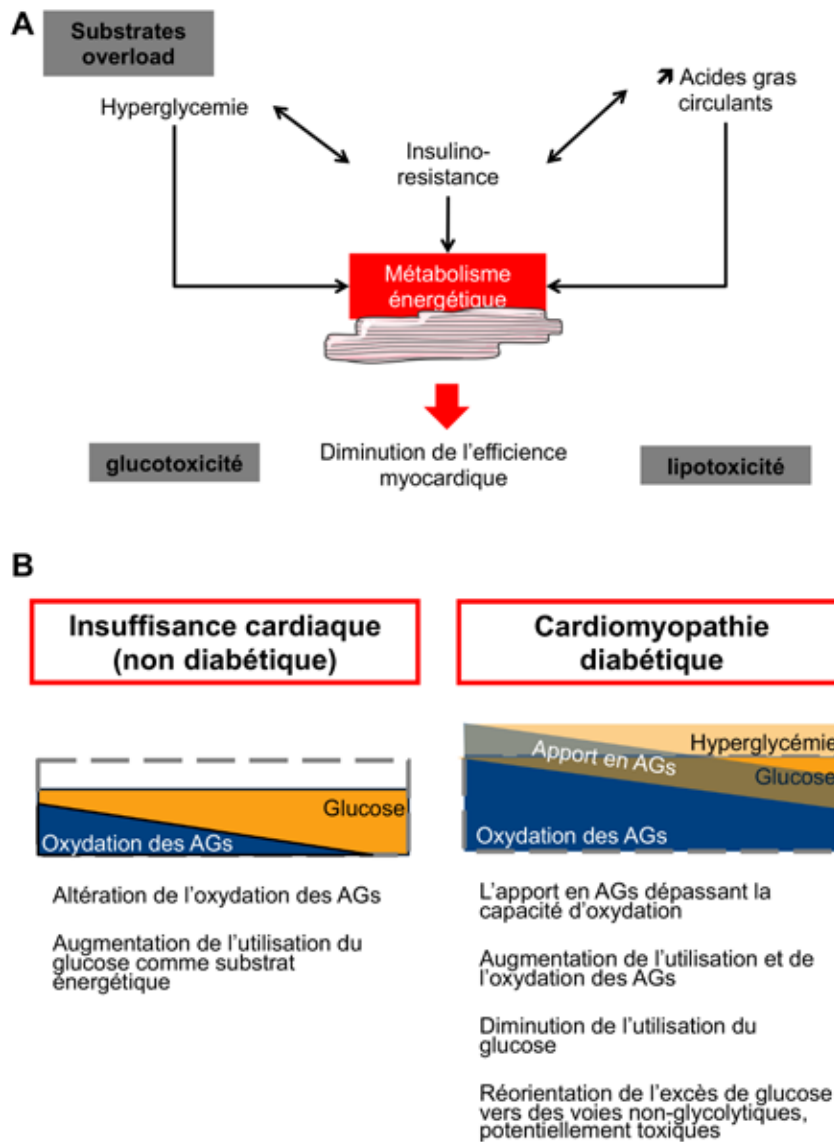 A
Substrates
overload
Hyperglycemie
↗ Acides gras
circulants
Insulino-
resistance
Métabolisme
énergétique
glucotoxicité
Diminution de l'efficience
myocardique
lipotoxicité
B
Insuffisance cardiaque
(non diabétique)
Glucose
Oxydation des AGs
Altération de l'oxydation des AGs
Augmentation de l'utilisation du
glucose comme substrat
énergétique
Cardiomyopathie
diabétique
Hyperglycémie
Apport en AGs
Glucose
Oxydation des AGs
L'apport en AGs dépassant la
capacité d'oxydation
Augmentation de l'utilisation et de
l'oxydation des AGs
Diminution de l'utilisation du
glucose
Réorientation de l'excès de glucose
vers des voies non-glycolytiques,
potentiellement toxiques